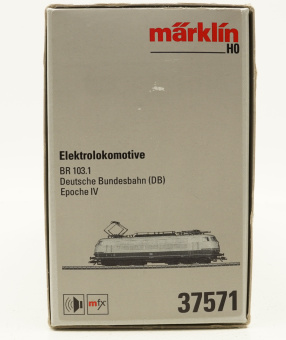 märklin
H0
Elektrolokomotive
BR 103.1
Deutsche Bundesbahn (DB)
Epoche IV
mfx
37571